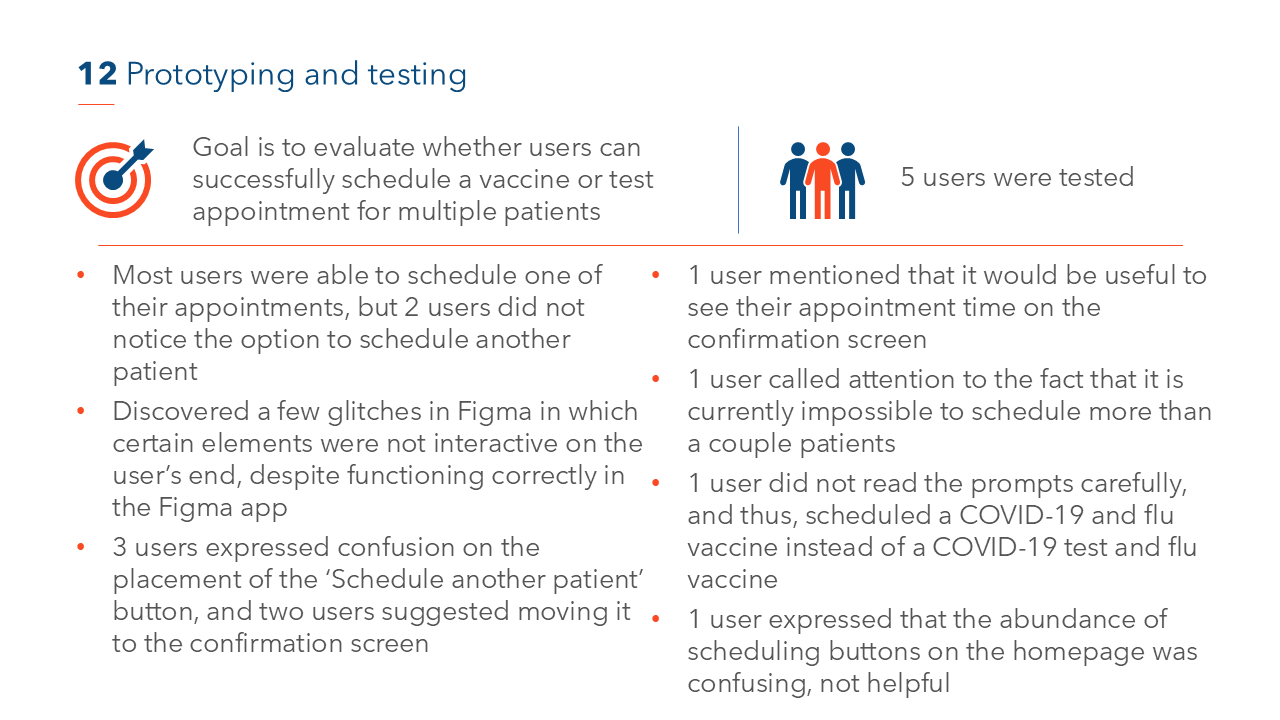 12 Prototyping and testing
Goal is to evaluate whether users can
successfully schedule a vaccine or test
appointment for multiple patients
5 users were tested
• Most users were able to schedule one of
their appointments, but 2 users did not
notice the option to schedule another
patient
• Discovered a few glitches in Figma in which
certain elements were not interactive on the
user’s end, despite functioning correctly in
the Figma app
• 3 users expressed confusion on the
placement of the ‘Schedule another patient’
button, and two users suggested moving it
to the confirmation screen
• 1 user mentioned that it would be useful to
see their appointment time on the
confirmation screen
• 1 user called attention to the fact that it is
currently impossible to schedule more than
a couple patients
• 1 user did not read the prompts carefully,
and thus, scheduled a COVID-19 and flu
vaccine instead of a COVID-19 test and flu
vaccine
• 1 user expressed that the abundance of
scheduling buttons on the homepage was
confusing, not helpful